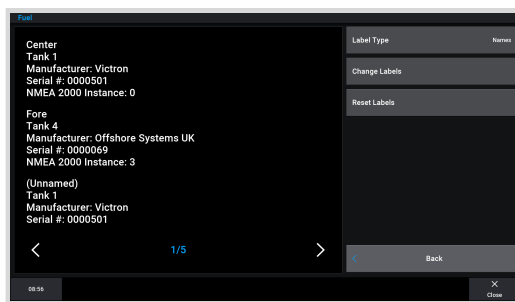 Fuel
Center
Tank 1
Manufacturer: Victron
Serial #: 0000501
NMEA 2000 Instance: 0
Fore
Tank 4
Manufacturer: Offshore Systems UK
Serial #: 0000069
NMEA 2000 Instance: 3
(Unnamed)
Tank 1
Manufacturer: Victron
Serial #: 0000501
1/5
Label Type Names
Change Labels
Reset Labels
Back
08:56
Close